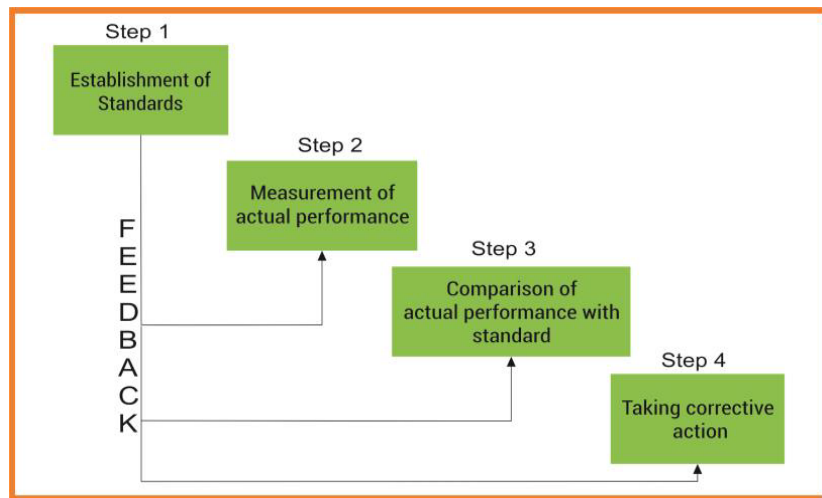 Step 1
Establishment of
Standards
Step 2
Measurement of
actual performance
Step 3
Comparison of
actual performance with
standard
Step 4
Taking corrective
action
F
E
E
D
B
A
C
K